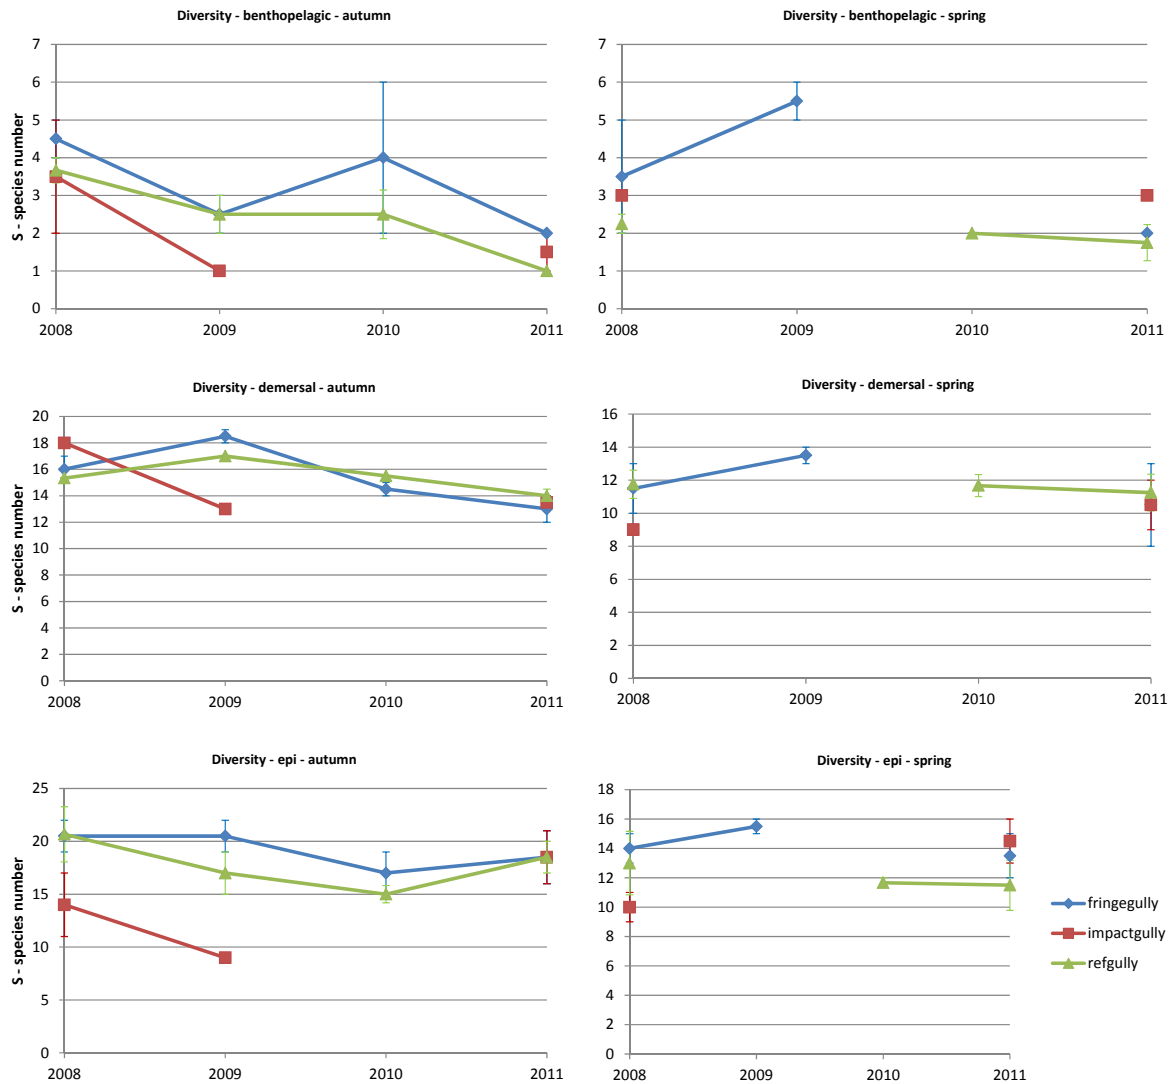 Diversity - benthopelagic - autumn
S - species number
7
6
5
4
3
2
1
0
2008 2009 2010 2011
Diversity - benthopelagic - spring
7
6
5
4
3
2
1
0
2008 2009 2010 2011
Diversity - demersal - autumn
S - species number
20
18
16
14
12
10
8
6
4
2
0
2008 2009 2010 2011
Diversity - demersal - spring
16
14
12
10
8
6
4
2
0
2008 2009 2010 2011
Diversity - epi - autumn
S - species number
25
20
15
10
5
0
2008 2009 2010 2011
Diversity - epi - spring
18
16
14
12
10
8
6
4
2
0
2008 2009 2010 2011
fringegully
impactgully
refgully